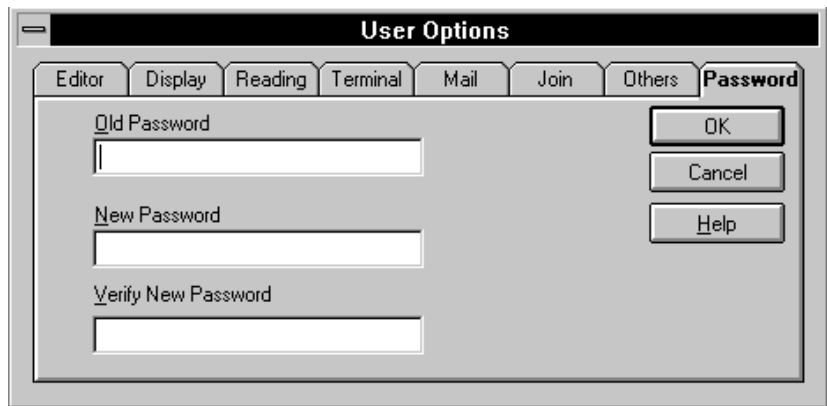 User Options
Editor Display Reading Terminal Mail Join Others Password
Old Password
OK
Cancel
New Password
Help
Verify New Password